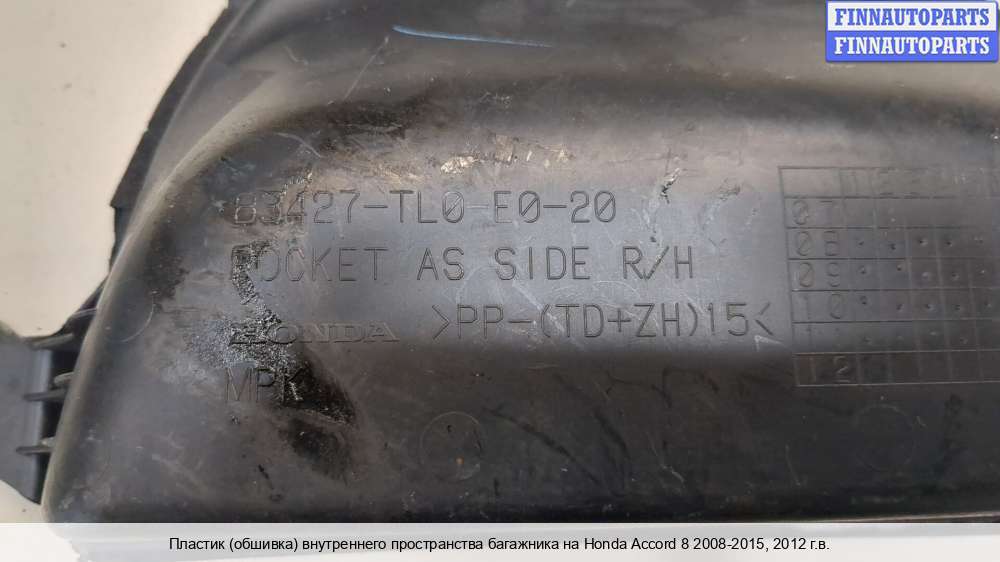 FINNAUTOPARTS
FINNAUTOPARTS
83427-TL0-E0-20
POCKET AS SIDE R/H
HONDA >PP-(TD+ZH)15<
MPK
07
08
09
10
12
Пластик (обшивка) внутреннего пространства багажника на Honda Accord 8 2008-2015, 2012 г.в.